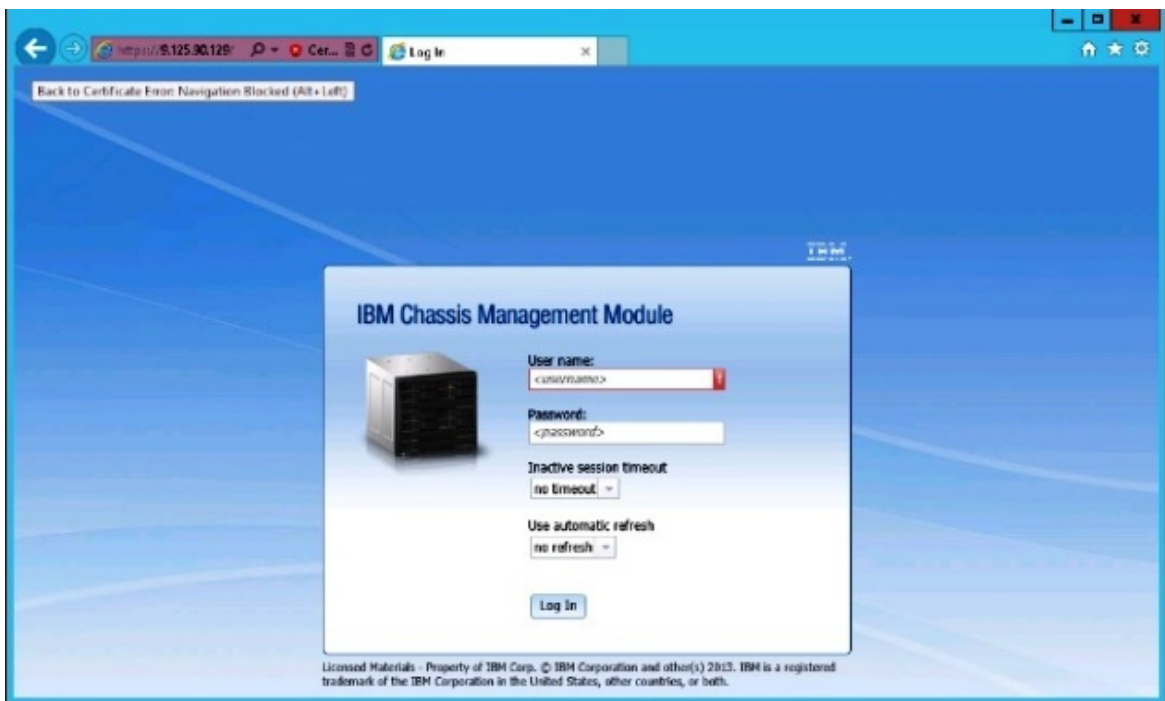 https://9.125.90.129/
Cer...
Log In
Back to Certificate Error: Navigation Blocked (Alt+Left)
IBM.
IBM Chassis Management Module
User name:
<username>
Password:
<password>
Inactive session timeout
no timeout
Use automatic refresh
no refresh
Log In
Licensed Materials - Property of IBM Corp. © IBM Corporation and other(s) 2013. IBM is a registered
trademark of the IBM Corporation in the United States, other countries, or both.